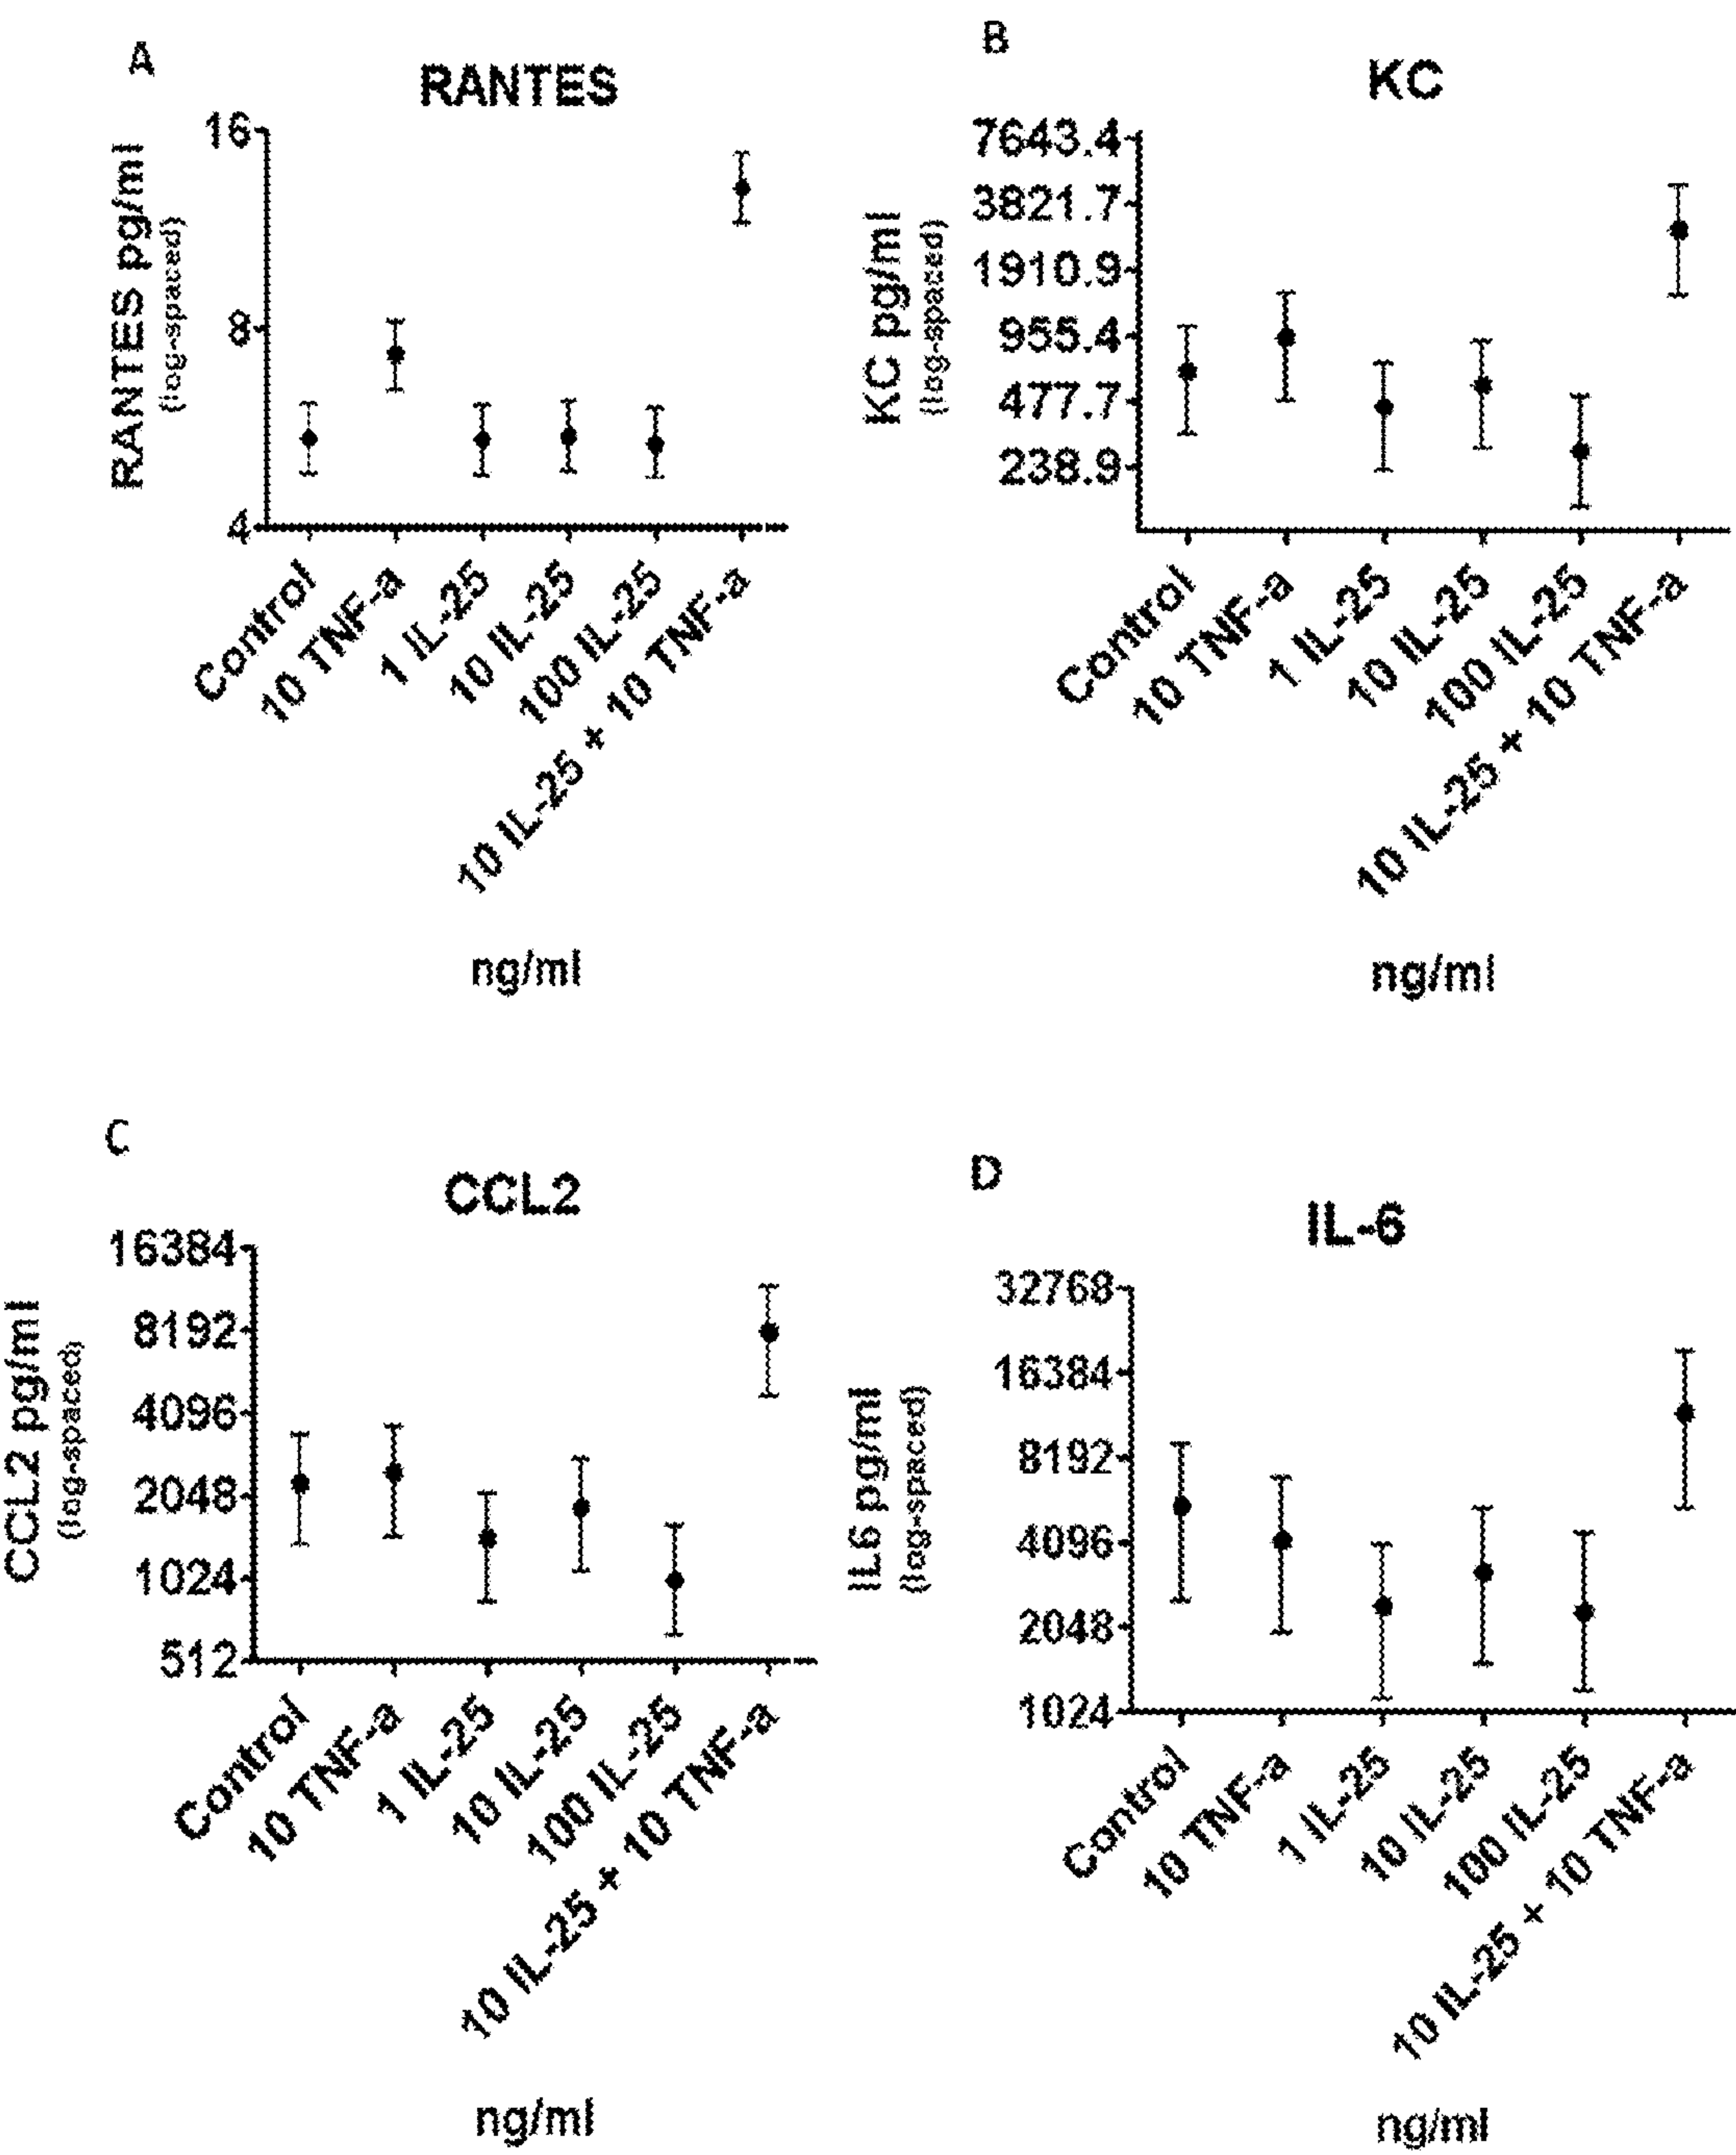 A
RANTES
RANTES pg/ml
(log-spaced)
16
8
4
Control
10 TNF-a
1 IL-25
10 IL-25
100 IL-25
10 IL-25 + 10 TNF-a
ng/ml
B
KC
KC pg/ml
(log-spaced)
7643.4
3821.7
1910.9
955.4
477.7
238.9
Control
10 TNF-a
1 IL-25
10 IL-25
100 IL-25
10 IL-25 + 10 TNF-a
ng/ml
C
CCL2
CCL2 pg/ml
(log-spaced)
16384
8192
4096
2048
1024
512
Control
10 TNF-a
1 IL-25
10 IL-25
100 IL-25
10 IL-25 + 10 TNF-a
ng/ml
D
IL-6
IL6 pg/ml
(log-spaced)
32768
16384
8192
4096
2048
1024
Control
10 TNF-a
1 IL-25
10 IL-25
100 IL-25
10 IL-25 + 10 TNF-a
ng/ml